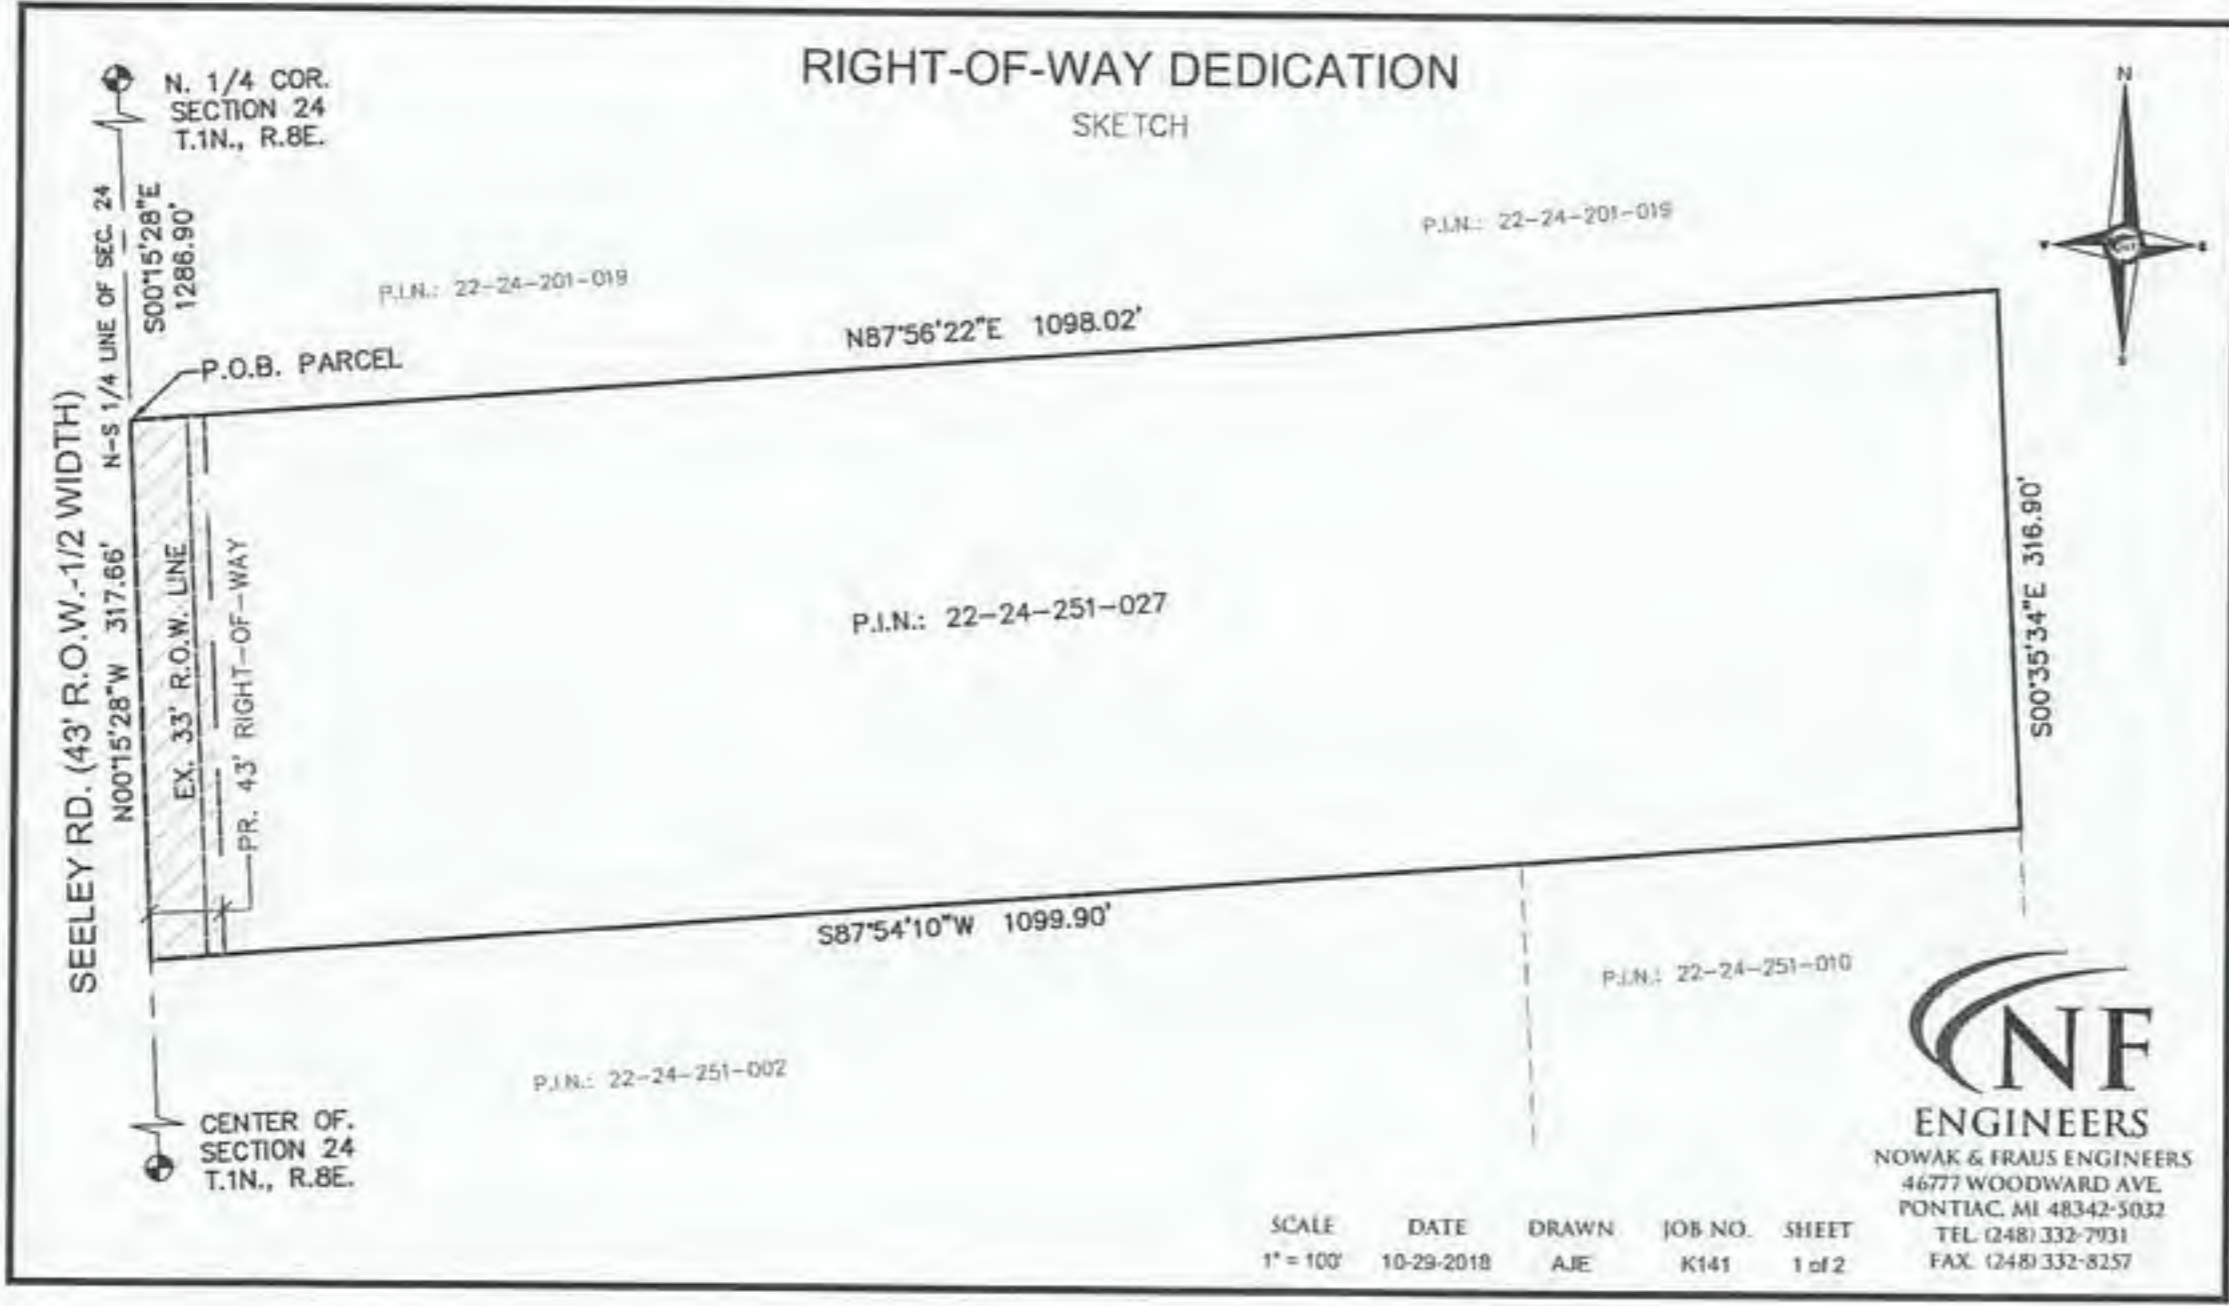 RIGHT-OF-WAY DEDICATION
SKETCH
N. 1/4 COR.
SECTION 24
T.1N., R.8E.
N
S
S00°15'28"E
1286.90'
N-S 1/4 LINE OF SEC. 24
P.I.N.: 22-24-201-019
P.I.N.: 22-24-201-019
N87°56'22"E 1098.02'
P.O.B. PARCEL
SEELEY RD. (43' R.O.W.-1/2 WIDTH)
N00°15'28"W 317.66'
EX. 33' R.O.W. LINE
PR. 43' RIGHT-OF-WAY
P.I.N.: 22-24-251-027
S00°35'34"E 316.90'
S87°54'10"W 1099.90'
P.I.N.: 22-24-251-010
P.I.N.: 22-24-251-002
CENTER OF.
SECTION 24
T.1N., R.8E.
NF
ENGINEERS
NOWAK & FRAUS ENGINEERS
46777 WOODWARD AVE.
PONTIAC, MI 48342-5032
TEL. (248) 332-7931
FAX. (248) 332-8257
SCALE DATE DRAWN JOB NO. SHEET
1" = 100' 10-29-2018 AJE K141 1 of 2